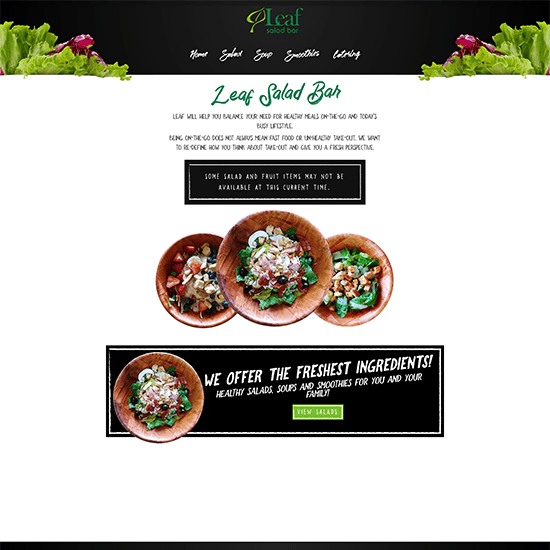 Leaf
salad bar
Home Salad Soup Smoothies Catering
Leaf Salad Bar
LEAF WILL HELP YOU BALANCE YOUR NEED FOR HEALTHY MEALS ON-THE-GO AND TODAY'S
BUSY LIFESTYLE.
BEING ON-THE-GO DOES NOT ALWAYS MEAN FAST FOOD OR UN-HEALTHY TAKE-OUT, WE WANT
TO RE-DEFINE HOW YOU THINK ABOUT TAKE-OUT AND GIVE YOU A FRESH PERSPECTIVE.
SOME SALAD AND FRUIT ITEMS MAY NOT BE
AVAILABLE AT THIS CURRENT TIME.
WE OFFER THE FRESHEST INGREDIENTS!
HEALTHY SALADS, SOUPS AND SMOOTHIES FOR YOU AND YOUR
FAMILY!
VIEW SALADS